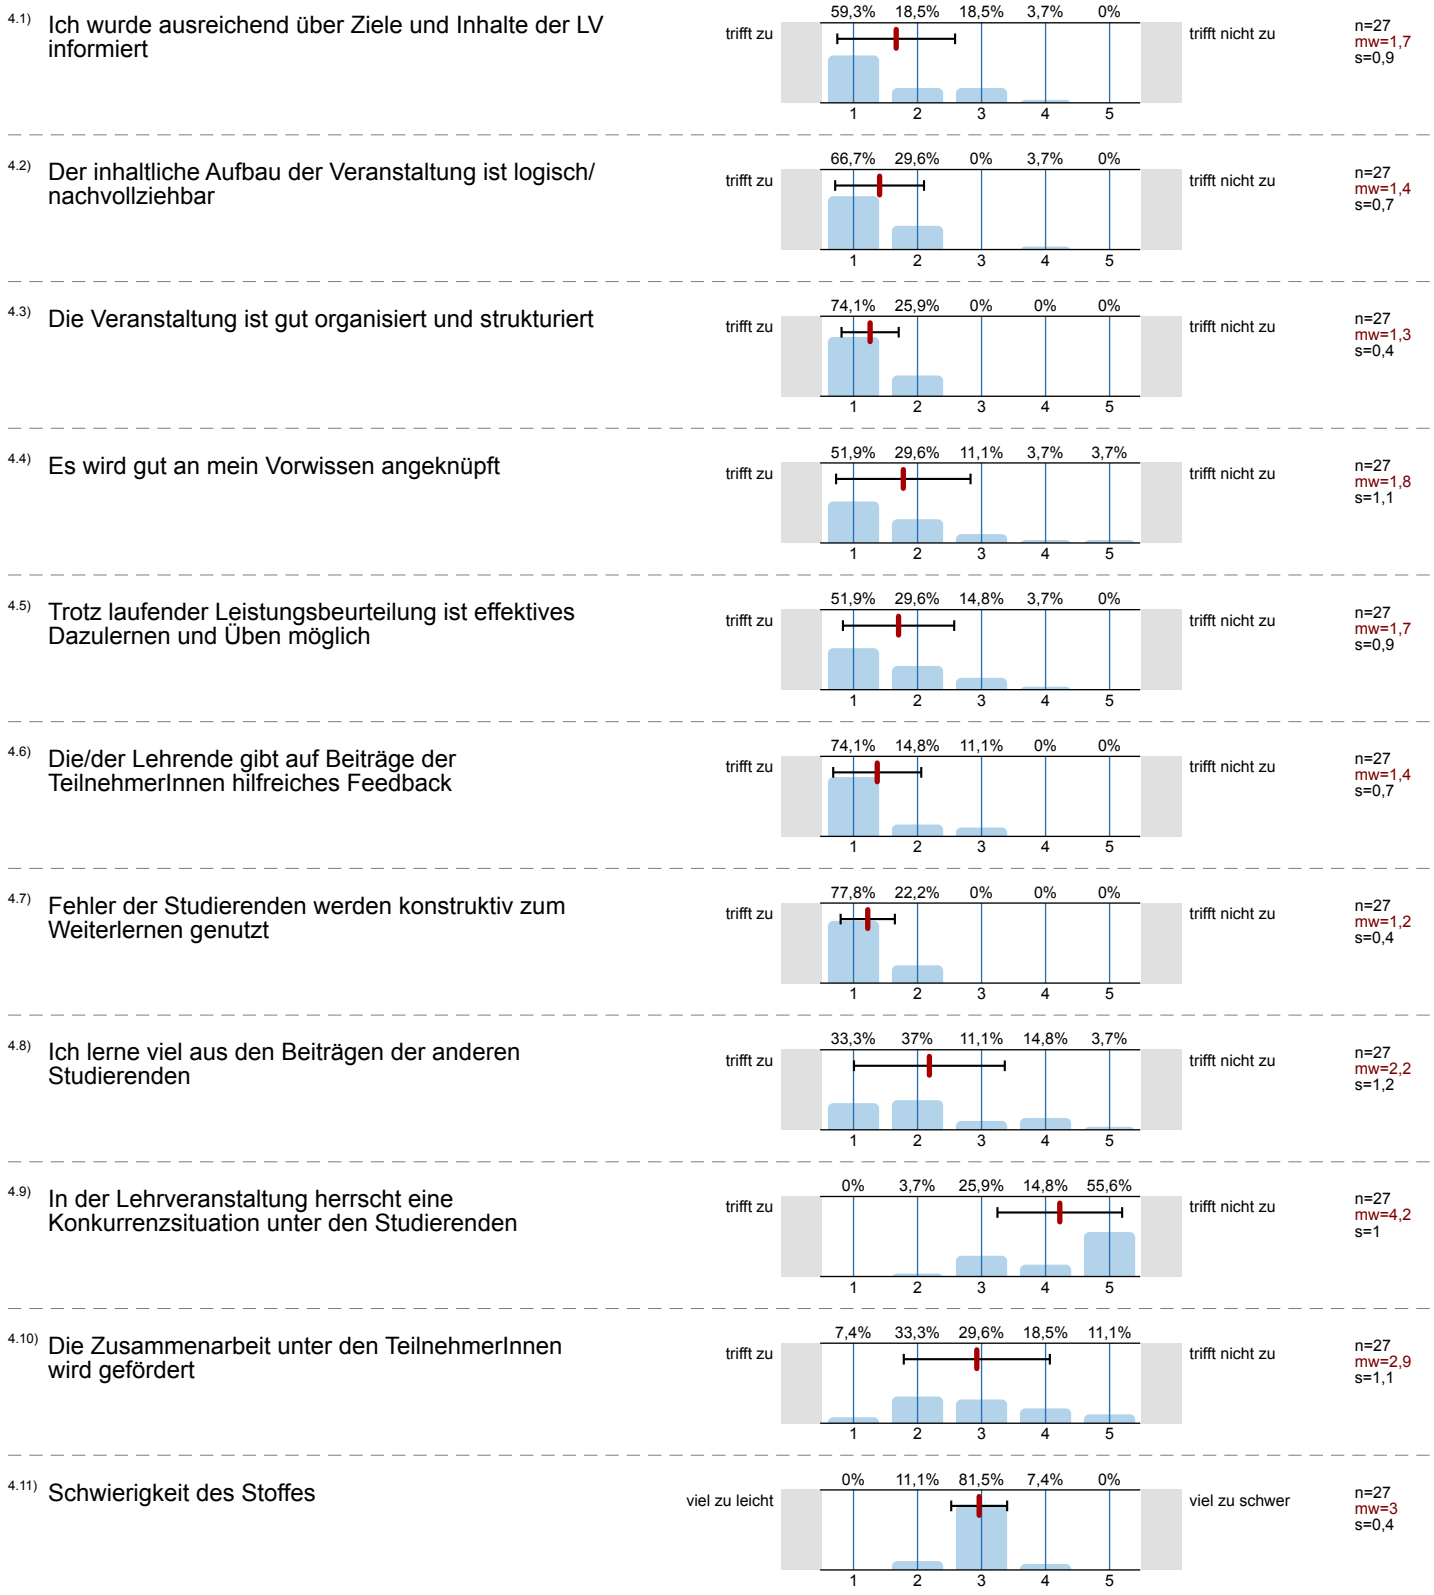 4.1) Ich wurde ausreichend über Ziele und Inhalte der LV
informiert
trifft zu
59,3% 18,5% 18,5% 3,7% 0%
1 2 3 4 5
trifft nicht zu
n=27
mw=1,7
s=0,9
4.2) Der inhaltliche Aufbau der Veranstaltung ist logisch/
nachvollziehbar
trifft zu
66,7% 29,6% 0% 3,7% 0%
1 2 3 4 5
trifft nicht zu
n=27
mw=1,4
s=0,7
4.3) Die Veranstaltung ist gut organisiert und strukturiert
trifft zu
74,1% 25,9% 0% 0% 0%
1 2 3 4 5
trifft nicht zu
n=27
mw=1,3
s=0,4
4.4) Es wird gut an mein Vorwissen angeknüpft
trifft zu
51,9% 29,6% 11,1% 3,7% 3,7%
1 2 3 4 5
trifft nicht zu
n=27
mw=1,8
s=1,1
4.5) Trotz laufender Leistungsbeurteilung ist effektives
Dazulernen und Üben möglich
trifft zu
51,9% 29,6% 14,8% 3,7% 0%
1 2 3 4 5
trifft nicht zu
n=27
mw=1,7
s=0,9
4.6) Die/der Lehrende gibt auf Beiträge der
TeilnehmerInnen hilfreiches Feedback
trifft zu
74,1% 14,8% 11,1% 0% 0%
1 2 3 4 5
trifft nicht zu
n=27
mw=1,4
s=0,7
4.7) Fehler der Studierenden werden konstruktiv zum
Weiterlernen genutzt
trifft zu
77,8% 22,2% 0% 0% 0%
1 2 3 4 5
trifft nicht zu
n=27
mw=1,2
s=0,4
4.8) Ich lerne viel aus den Beiträgen der anderen
Studierenden
trifft zu
33,3% 37% 11,1% 14,8% 3,7%
1 2 3 4 5
trifft nicht zu
n=27
mw=2,2
s=1,2
4.9) In der Lehrveranstaltung herrscht eine
Konkurrenzsituation unter den Studierenden
trifft zu
0% 3,7% 25,9% 14,8% 55,6%
1 2 3 4 5
trifft nicht zu
n=27
mw=4,2
s=1
4.10) Die Zusammenarbeit unter den TeilnehmerInnen
wird gefördert
trifft zu
7,4% 33,3% 29,6% 18,5% 11,1%
1 2 3 4 5
trifft nicht zu
n=27
mw=2,9
s=1,1
4.11) Schwierigkeit des Stoffes
viel zu leicht
0% 11,1% 81,5% 7,4% 0%
1 2 3 4 5
viel zu schwer
n=27
mw=3
s=0,4